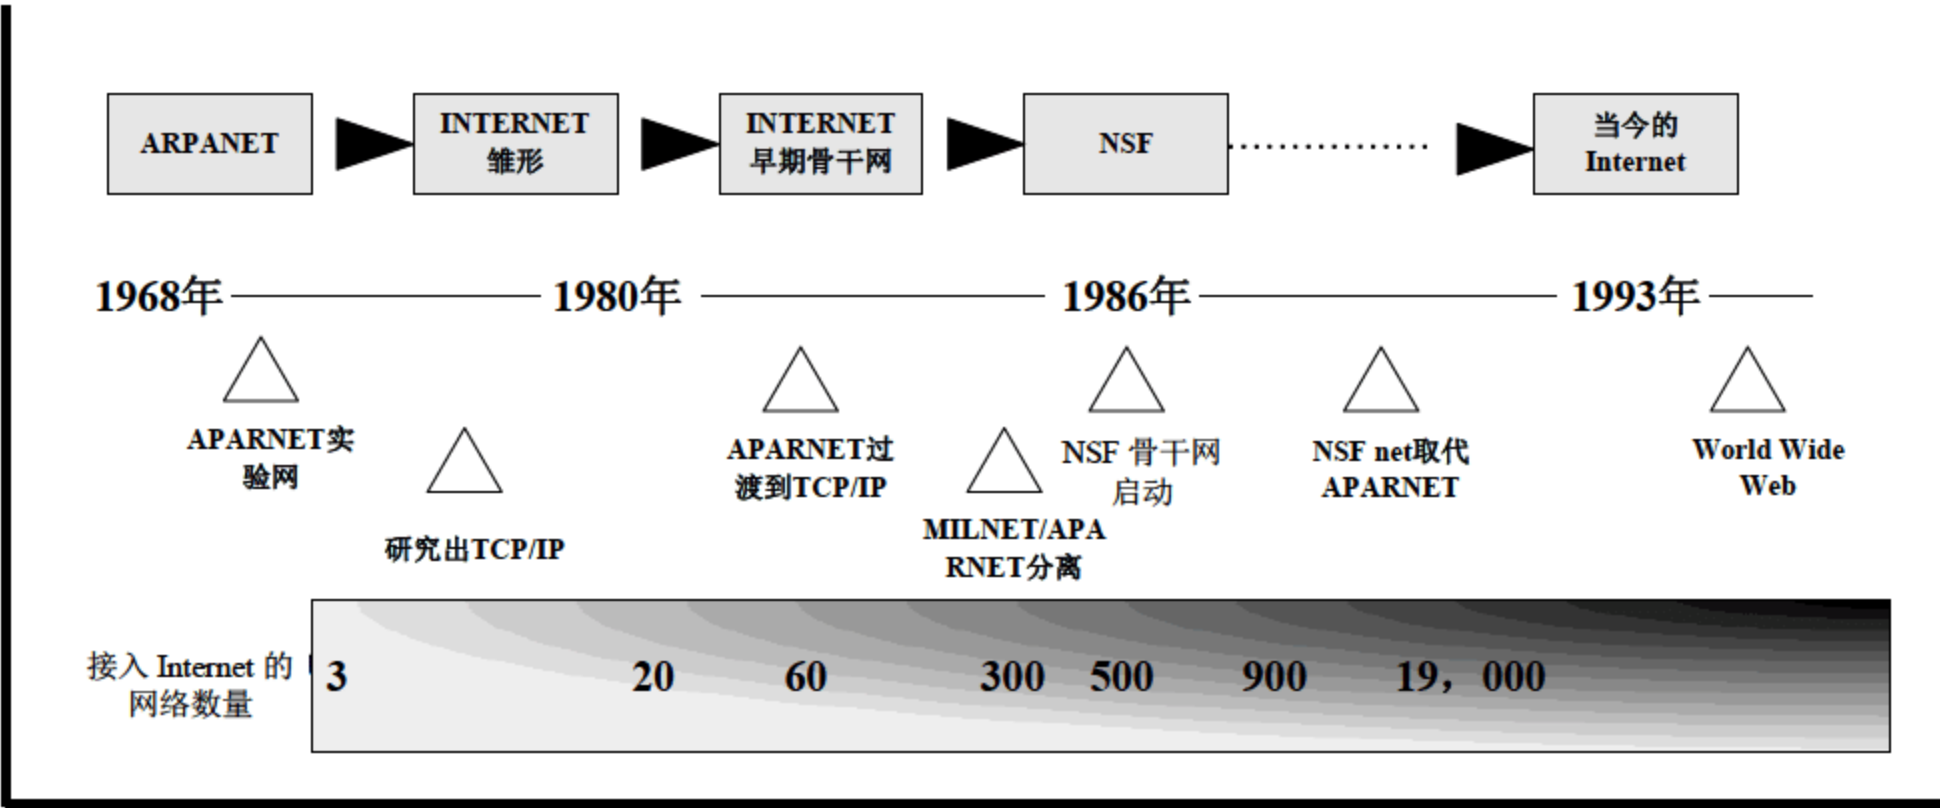 ARPANET
INTERNET
雏形
INTERNET
早期骨干网
NSF
当今的
Internet
1968年
1980年
1986年
1993年
APARNET实
验网
研究出TCP/IP
APARNET过
渡到TCP/IP
MILNET/APA
RNET分离
NSF 骨干网
启动
NSF net取代
APARNET
World Wide
Web
接入 Internet 的
网络数量
3 20 60 300 500 900 19，000